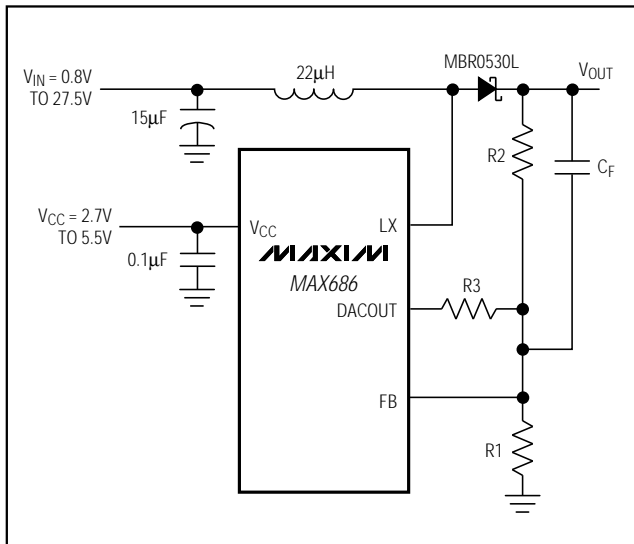 V_IN = 0.8V
TO 27.5V
22µH
MBR0530L
V_OUT
15µF
R2
C_F
V_CC = 2.7V
TO 5.5V
V_CC
LX
0.1µF
MAXIM
MAX686
DACOUT
R3
FB
R1